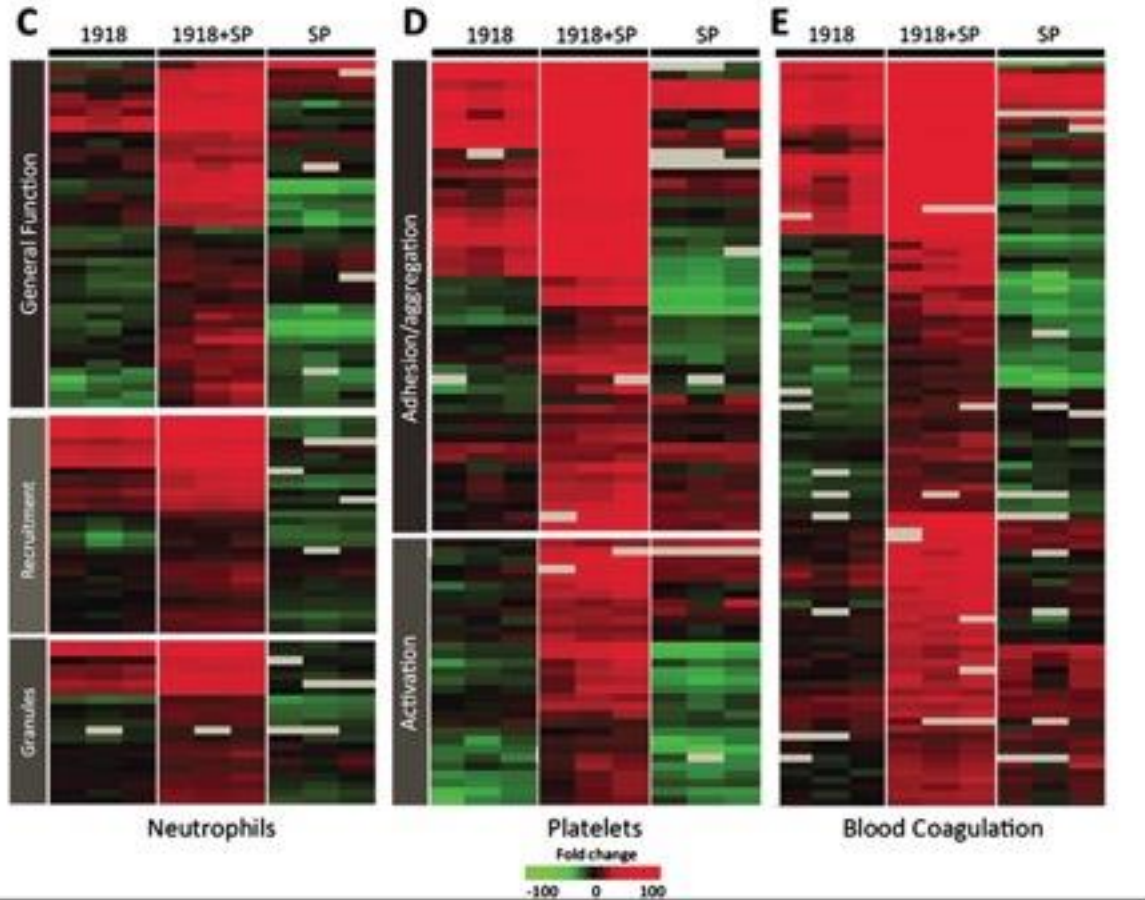 C
1918 1918+SP SP
General Function
Recruitment
Granules
Neutrophils
D
1918 1918+SP SP
Adhesion/aggregation
Activation
Platelets
E
1918 1918+SP SP
Blood Coagulation
Fold change
-100 0 100